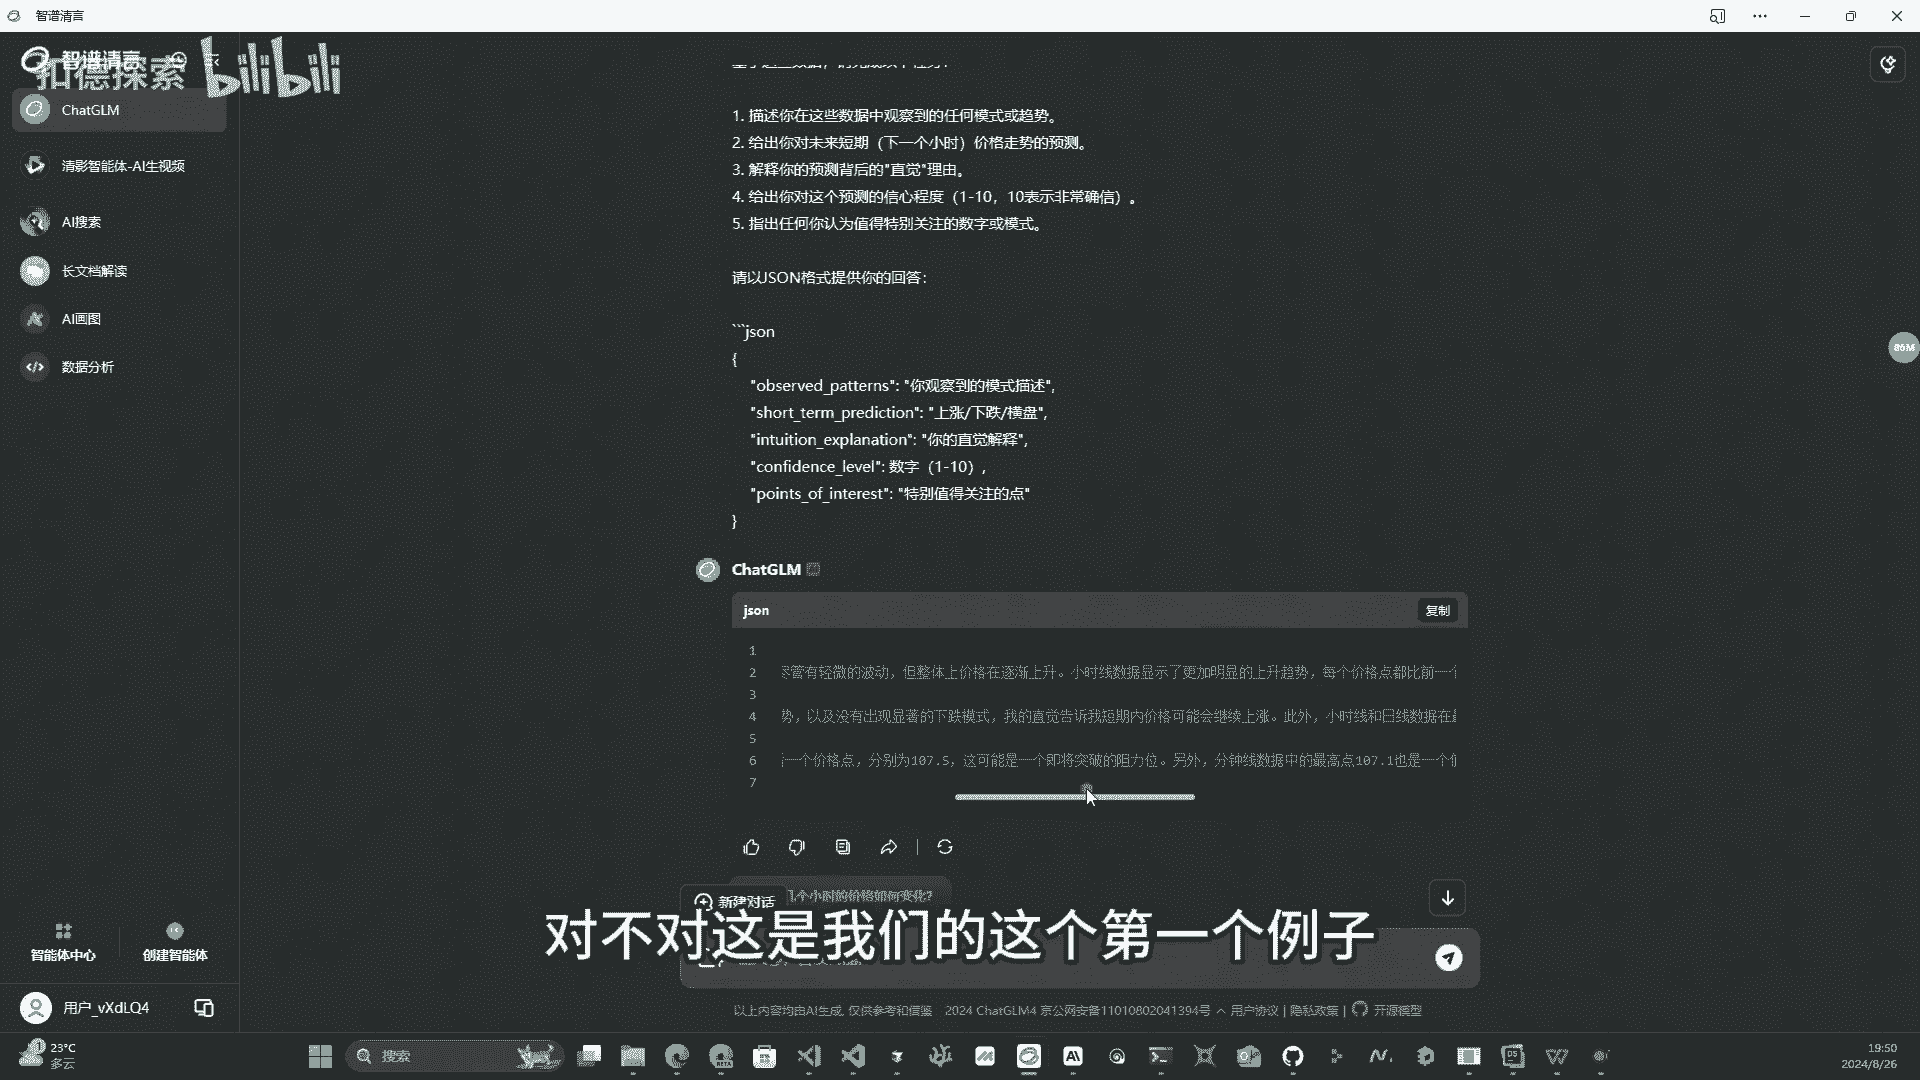 智谱清言
智谱清言
扣德探索 bilibili
ChatGLM
清影智能体-AI生视频
AI搜索
长文档解读
AI画图
数据分析
1. 描述你在这些数据中观察到的任何模式或趋势。
2. 给出你对未来短期（下一个小时）价格走势的预测。
3. 解释你的预测背后的"直觉"理由。
4. 给出你对这个预测的信心程度（1-10，10表示非常确信）。
5. 指出任何你认为值得特别关注的数字或模式。
请以JSON格式提供你的回答：
```json
{
"observed_patterns": "你观察到的模式描述",
"short_term_prediction": "上涨/下跌/横盘",
"intuition_explanation": "你的直觉解释",
"confidence_level": 数字（1-10）,
"points_of_interest": "特别值得关注的点"
}
86M
ChatGLM
json
复制
1
2 尽管有轻微的波动，但整体上价格在逐渐上升。小时线数据显示了更加明显的上升趋势，每个价格点都比前一个
3
4 势，以及没有出现显著的下跌模式，我的直觉告诉我短期内价格可能会继续上涨。此外，小时线和日线数据在
5
6 一个价格点，分别为107.5，这可能是一个即将突破的阻力位。另外，分钟线数据中的最高点107.1也是一个
7
新建对话
个小时的价格如何变化?
对不对这是我们的这个第一个例子
智能体中心
创建智能体
用户_vXdLQ4
以上内容均由AI生成, 仅供参考和借鉴 2024 ChatGLM4 京公网安备11010802041394号 用户协议 | 隐私政策 | 开源模型
23°C
多云
搜索
19:50
2024/8/26